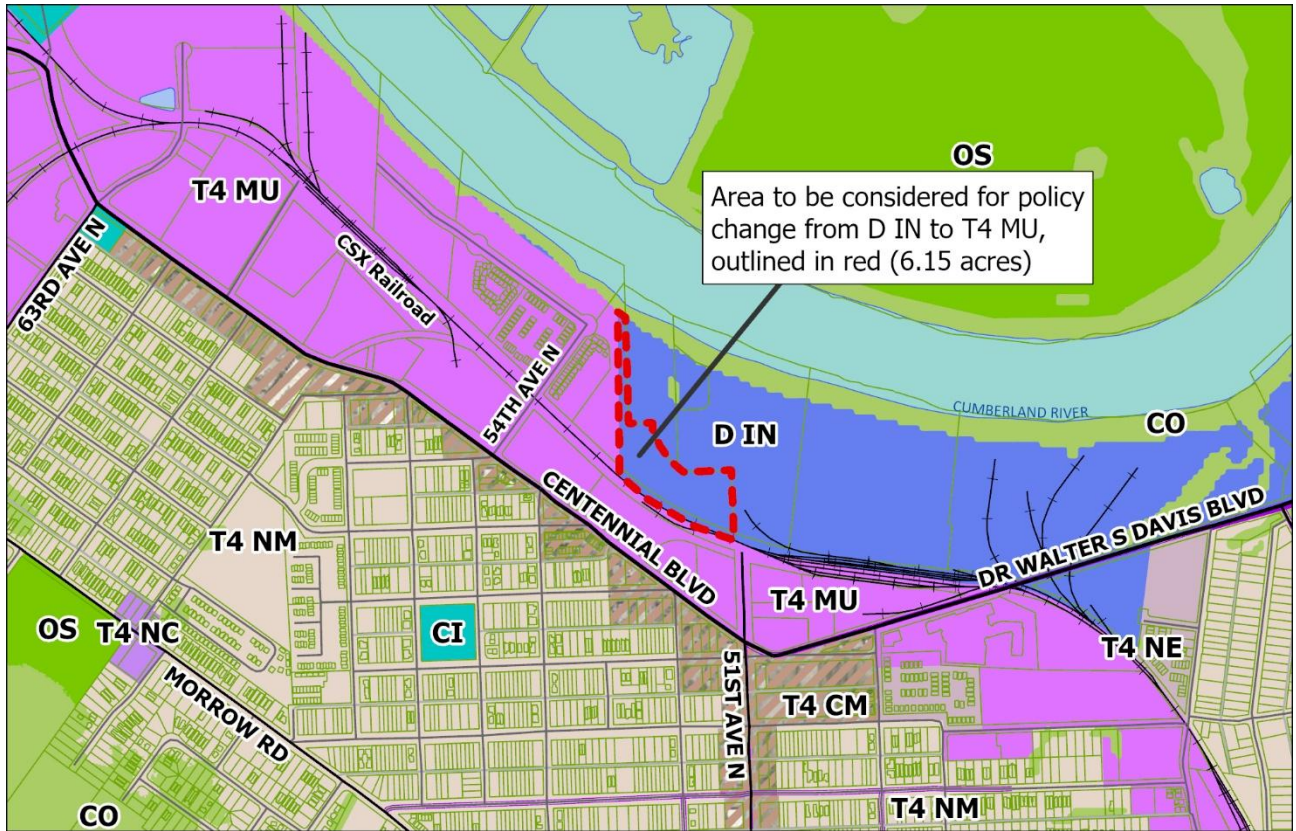 OS
Area to be considered for policy
change from D IN to T4 MU,
outlined in red (6.15 acres)
T4 MU
63RD AVE N
CSX Railroad
54TH AVE N
CUMBERLAND RIVER
CO
D IN
CENTENNIAL BLVD
DR WALTER S DAVIS BLVD
T4 NM
T4 MU
OS
T4 NC
CI
T4 NE
MORROW RD
51ST AVE N
T4 CM
T4 NM
CO